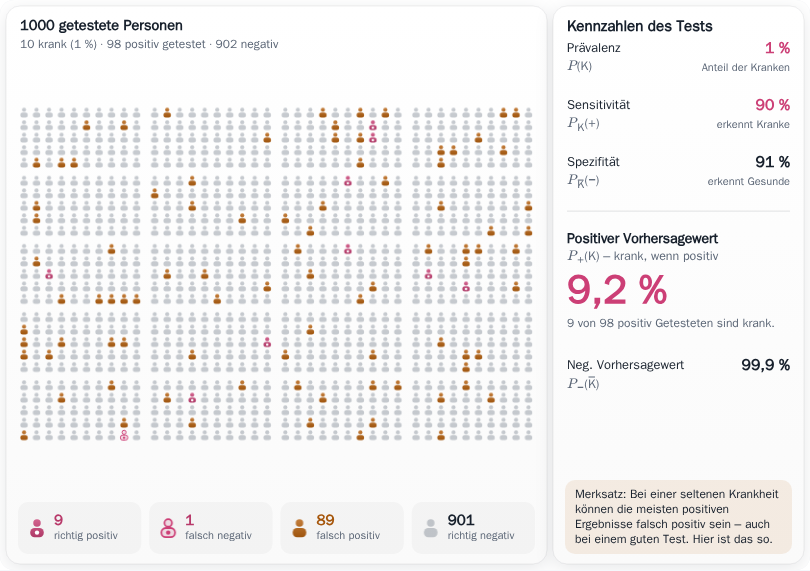 1000 getestete Personen
10 krank (1 %) · 98 positiv getestet · 902 negativ
9
richtig positiv
1
falsch negativ
89
falsch positiv
901
richtig negativ
Kennzahlen des Tests
Prävalenz 1 %
P(K) Anteil der Kranken
Sensitivität 90 %
P_K(+) erkennt Kranke
Spezifität 91 %
P_K̅(−) erkennt Gesunde
Positiver Vorhersagewert
P₊(K) – krank, wenn positiv
9,2 %
9 von 98 positiv Getesteten sind krank.
Neg. Vorhersagewert 99,9 %
P₋(K̅)
Merksatz: Bei einer seltenen Krankheit
können die meisten positiven
Ergebnisse falsch positiv sein – auch
bei einem guten Test. Hier ist das so.